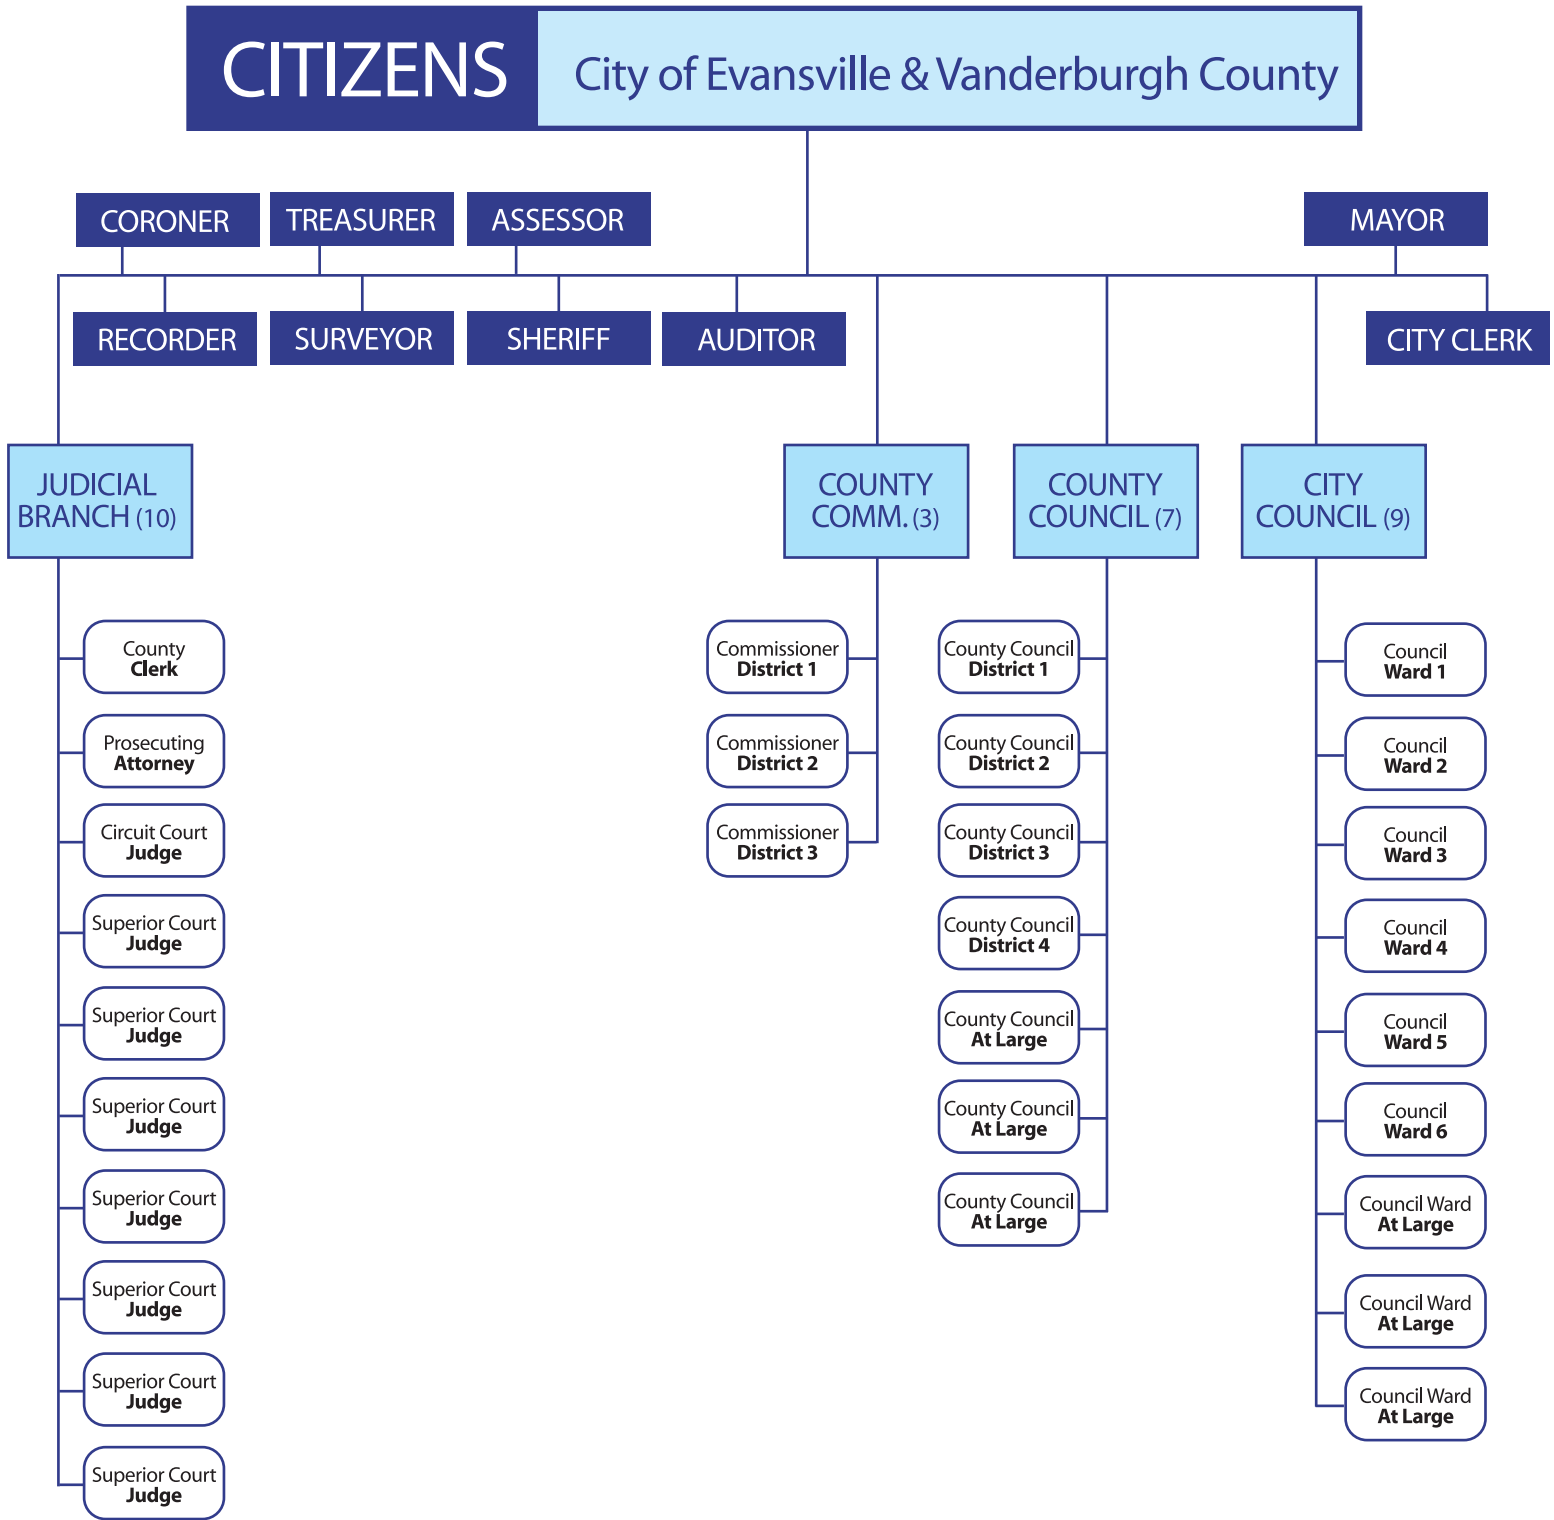 CITIZENS
City of Evansville & Vanderburgh County
CORONER
TREASURER
ASSESSOR
MAYOR
RECORDER
SURVEYOR
SHERIFF
AUDITOR
CITY CLERK
JUDICIAL
BRANCH (10)
County
Clerk
Prosecuting
Attorney
Circuit Court
Judge
Superior Court
Judge
Superior Court
Judge
Superior Court
Judge
Superior Court
Judge
Superior Court
Judge
Superior Court
Judge
Superior Court
Judge
COUNTY
COMM. (3)
Commissioner
District 1
Commissioner
District 2
Commissioner
District 3
COUNTY
COUNCIL (7)
County Council
District 1
County Council
District 2
County Council
District 3
County Council
District 4
County Council
At Large
County Council
At Large
County Council
At Large
CITY
COUNCIL (9)
Council
Ward 1
Council
Ward 2
Council
Ward 3
Council
Ward 4
Council
Ward 5
Council
Ward 6
Council Ward
At Large
Council Ward
At Large
Council Ward
At Large